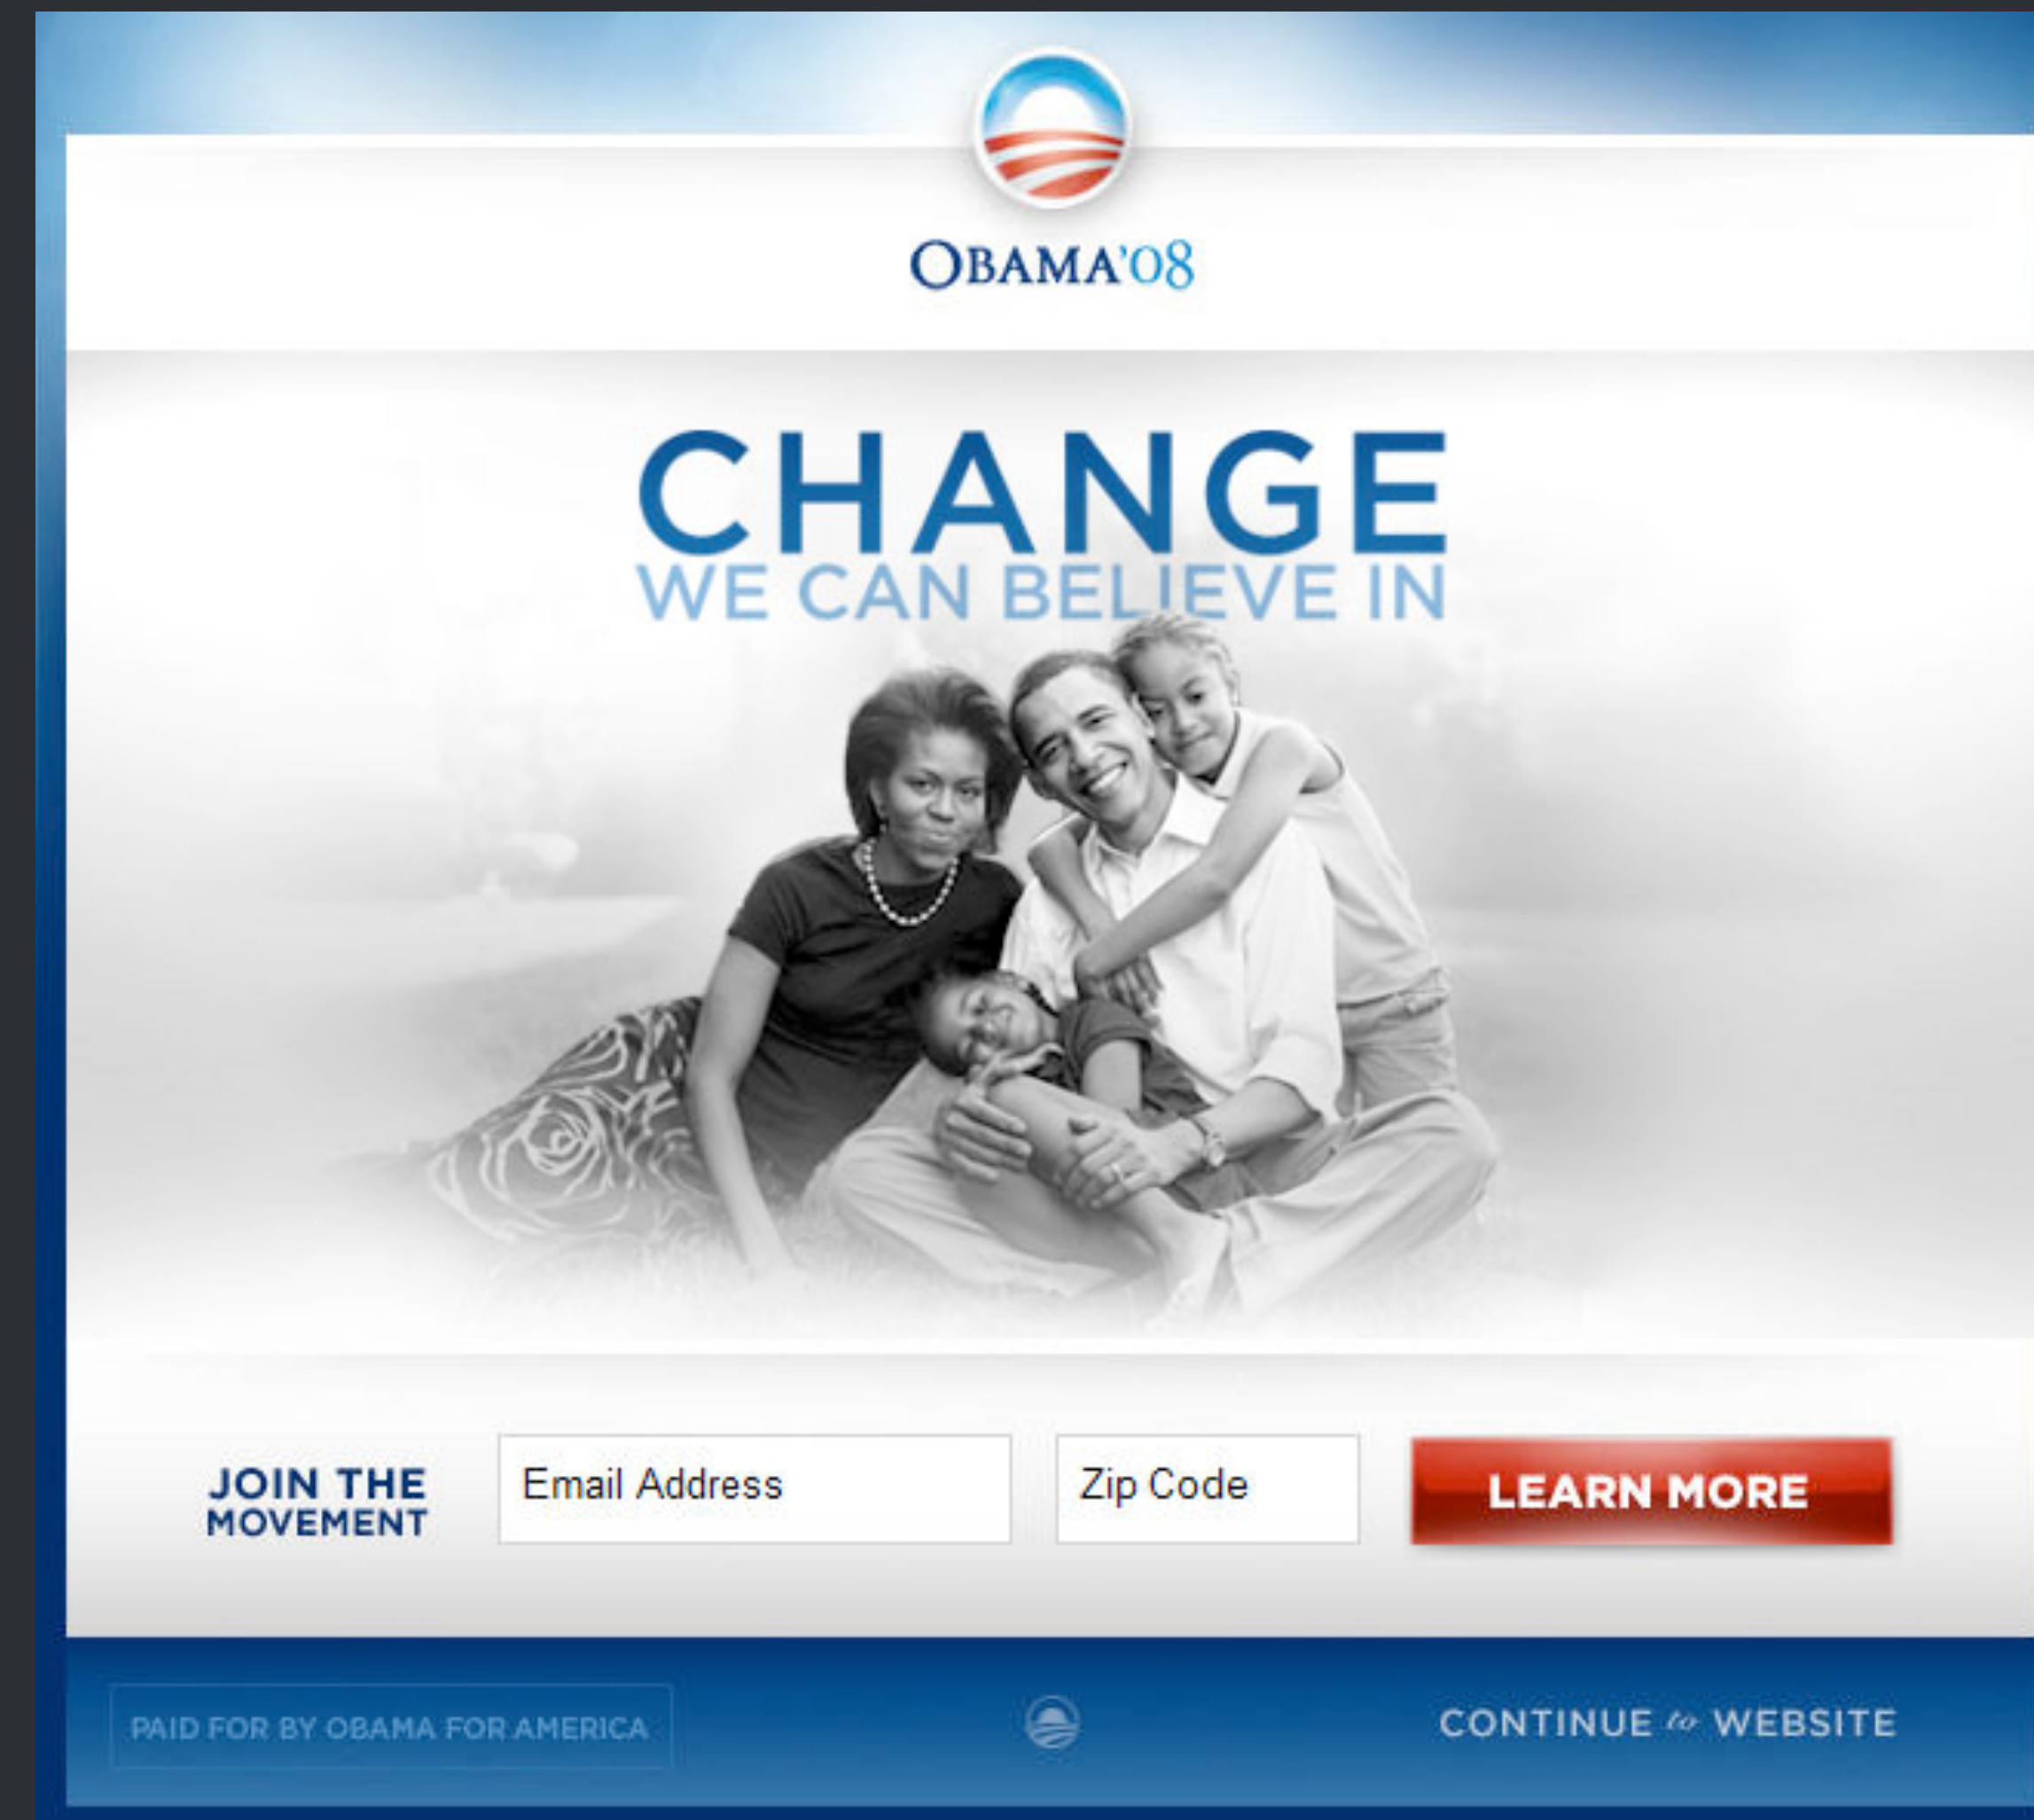 OBAMA'08
CHANGE
WE CAN BELIEVE IN
JOIN THE
MOVEMENT
Email Address
Zip Code
LEARN MORE
PAID FOR BY OBAMA FOR AMERICA
CONTINUE to WEBSITE